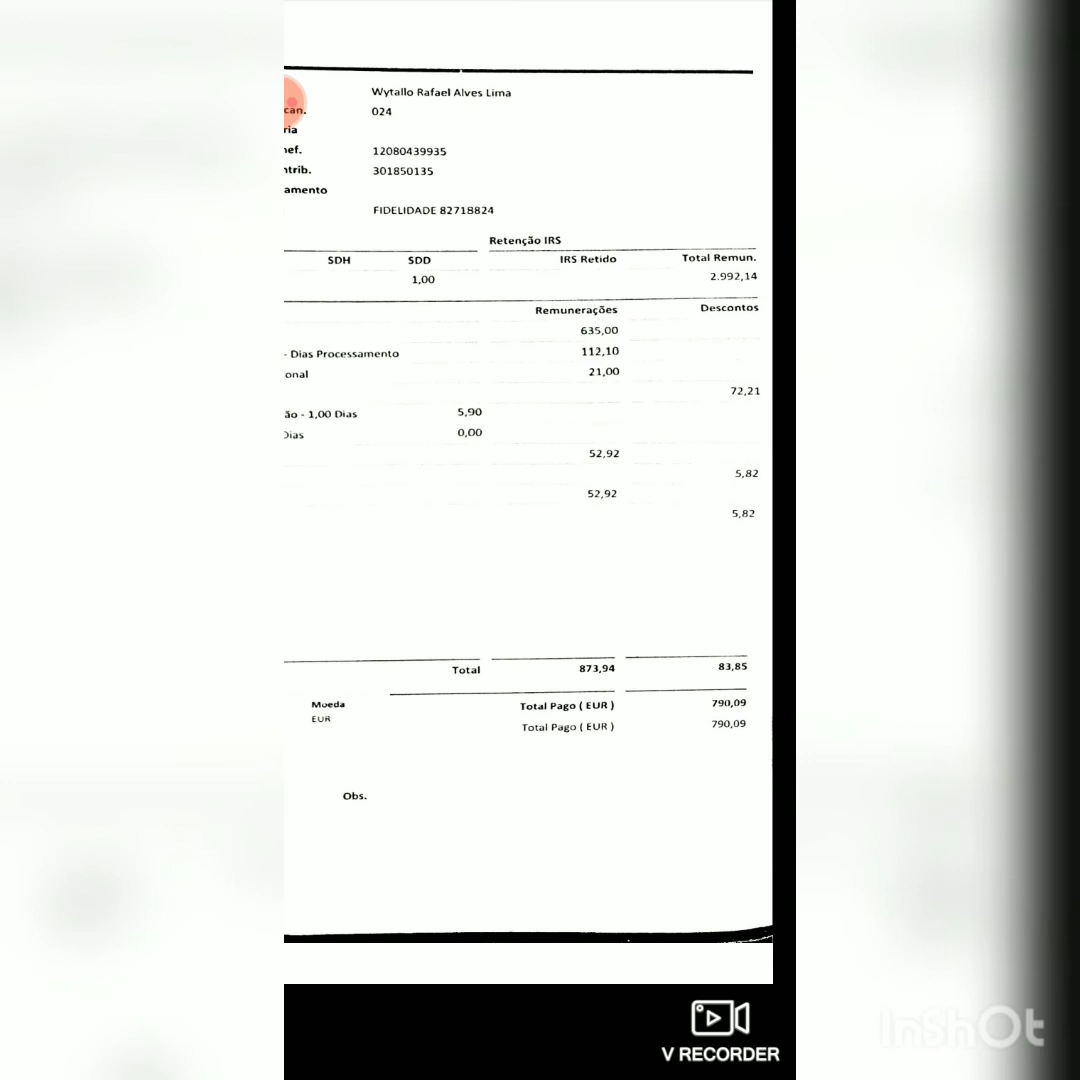 Wytallo Rafael Alves Lima
can. 024
ria
nef. 12080439935
ntrib. 301850135
amento
FIDELIDADE 82718824
Retenção IRS
SDH SDD IRS Retido Total Remun.
1,00 2.992,14
Remunerações Descontos
635,00
- Dias Processamento 112,10
onal 21,00
72,21
ão - 1,00 Dias 5,90
Dias 0,00
52,92
5,82
52,92
5,82
Total 873,94 83,85
Moeda Total Pago ( EUR ) 790,09
EUR Total Pago ( EUR ) 790,09
Obs.
V RECORDER
InShOt